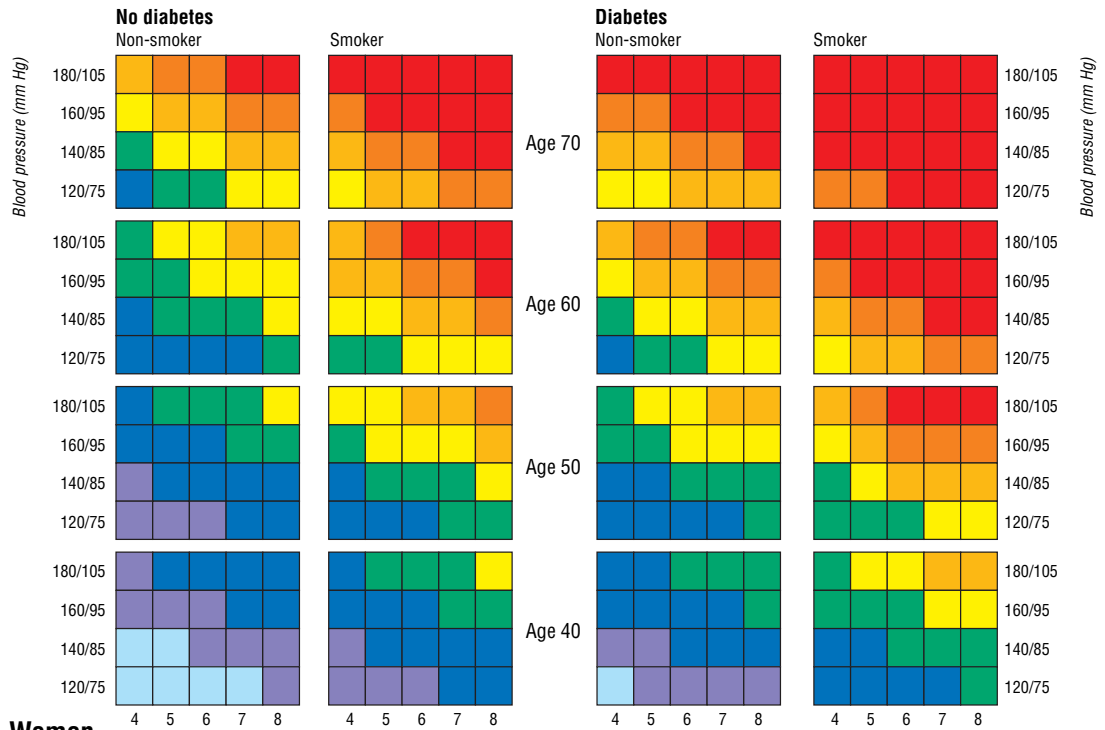 No diabetes
Diabetes
Non-smoker Smoker Non-smoker Smoker
Blood pressure (mm Hg)
Blood pressure (mm Hg)
180/105 180/105
160/95 160/95
Age 70
140/85 140/85
120/75 120/75
180/105 180/105
160/95 160/95
Age 60
140/85 140/85
120/75 120/75
180/105 180/105
160/95 160/95
Age 50
140/85 140/85
120/75 120/75
180/105 180/105
160/95 160/95
Age 40
140/85 140/85
120/75 120/75
4 5 6 7 8 4 5 6 7 8 4 5 6 7 8 4 5 6 7 8